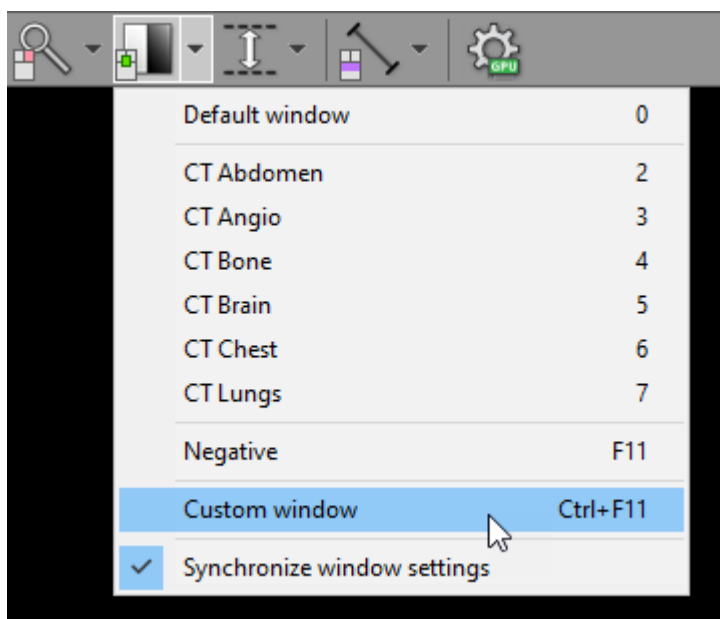 GPU
Default window 0
CT Abdomen 2
CT Angio 3
CT Bone 4
CT Brain 5
CT Chest 6
CT Lungs 7
Negative F11
Custom window Ctrl+F11
Synchronize window settings